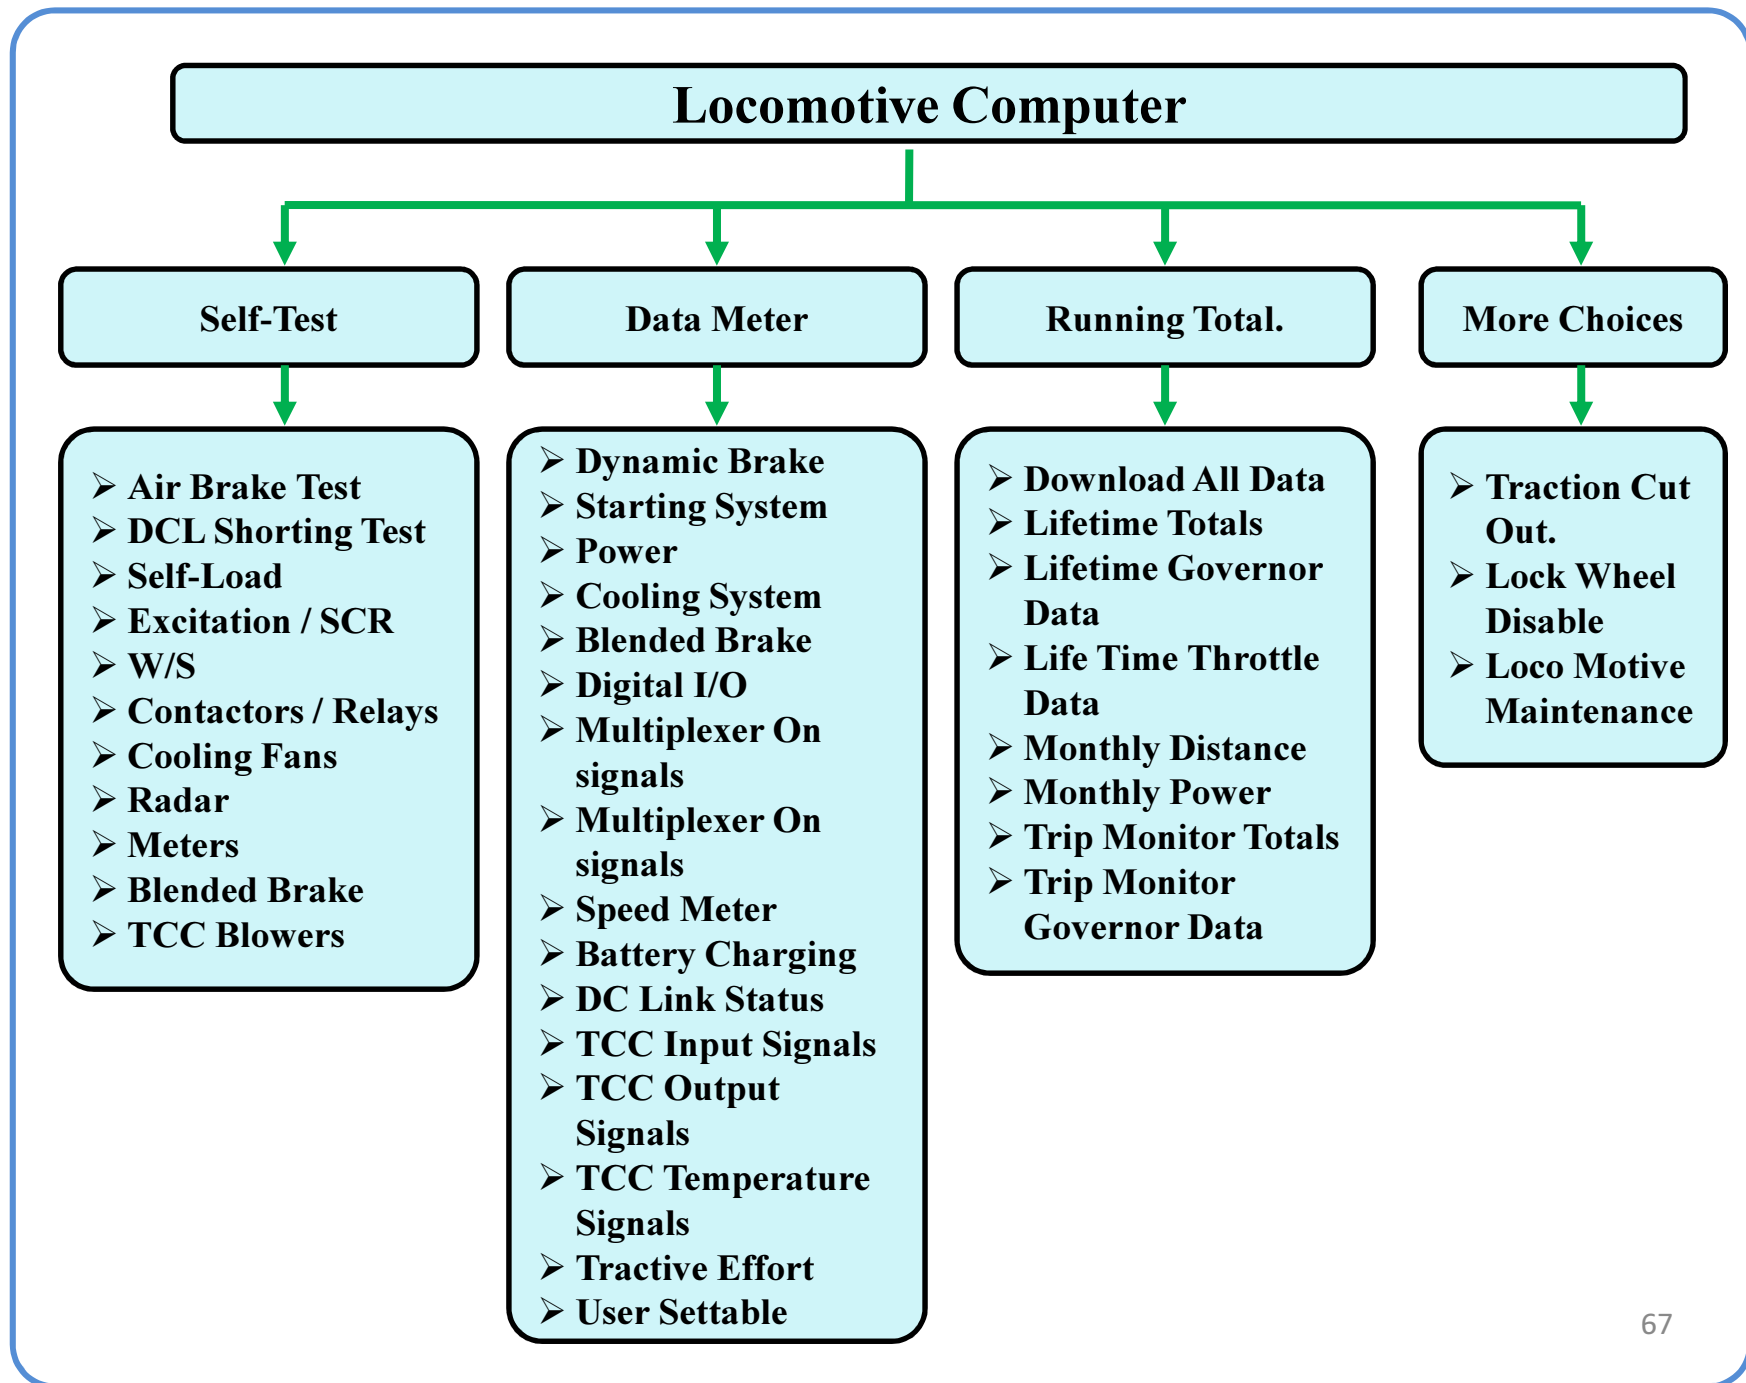 Locomotive Computer
Self-Test
Data Meter
Running Total.
More Choices
➢ Air Brake Test
➢ DCL Shorting Test
➢ Self-Load
➢ Excitation / SCR
➢ W/S
➢ Contactors / Relays
➢ Cooling Fans
➢ Radar
➢ Meters
➢ Blended Brake
➢ TCC Blowers
➢ Dynamic Brake
➢ Starting System
➢ Power
➢ Cooling System
➢ Blended Brake
➢ Digital I/O
➢ Multiplexer On
signals
➢ Multiplexer On
signals
➢ Speed Meter
➢ Battery Charging
➢ DC Link Status
➢ TCC Input Signals
➢ TCC Output
Signals
➢ TCC Temperature
Signals
➢ Tractive Effort
➢ User Settable
➢ Download All Data
➢ Lifetime Totals
➢ Lifetime Governor
Data
➢ Life Time Throttle
Data
➢ Monthly Distance
➢ Monthly Power
➢ Trip Monitor Totals
➢ Trip Monitor
Governor Data
➢ Traction Cut
Out.
➢ Lock Wheel
Disable
➢ Loco Motive
Maintenance
67